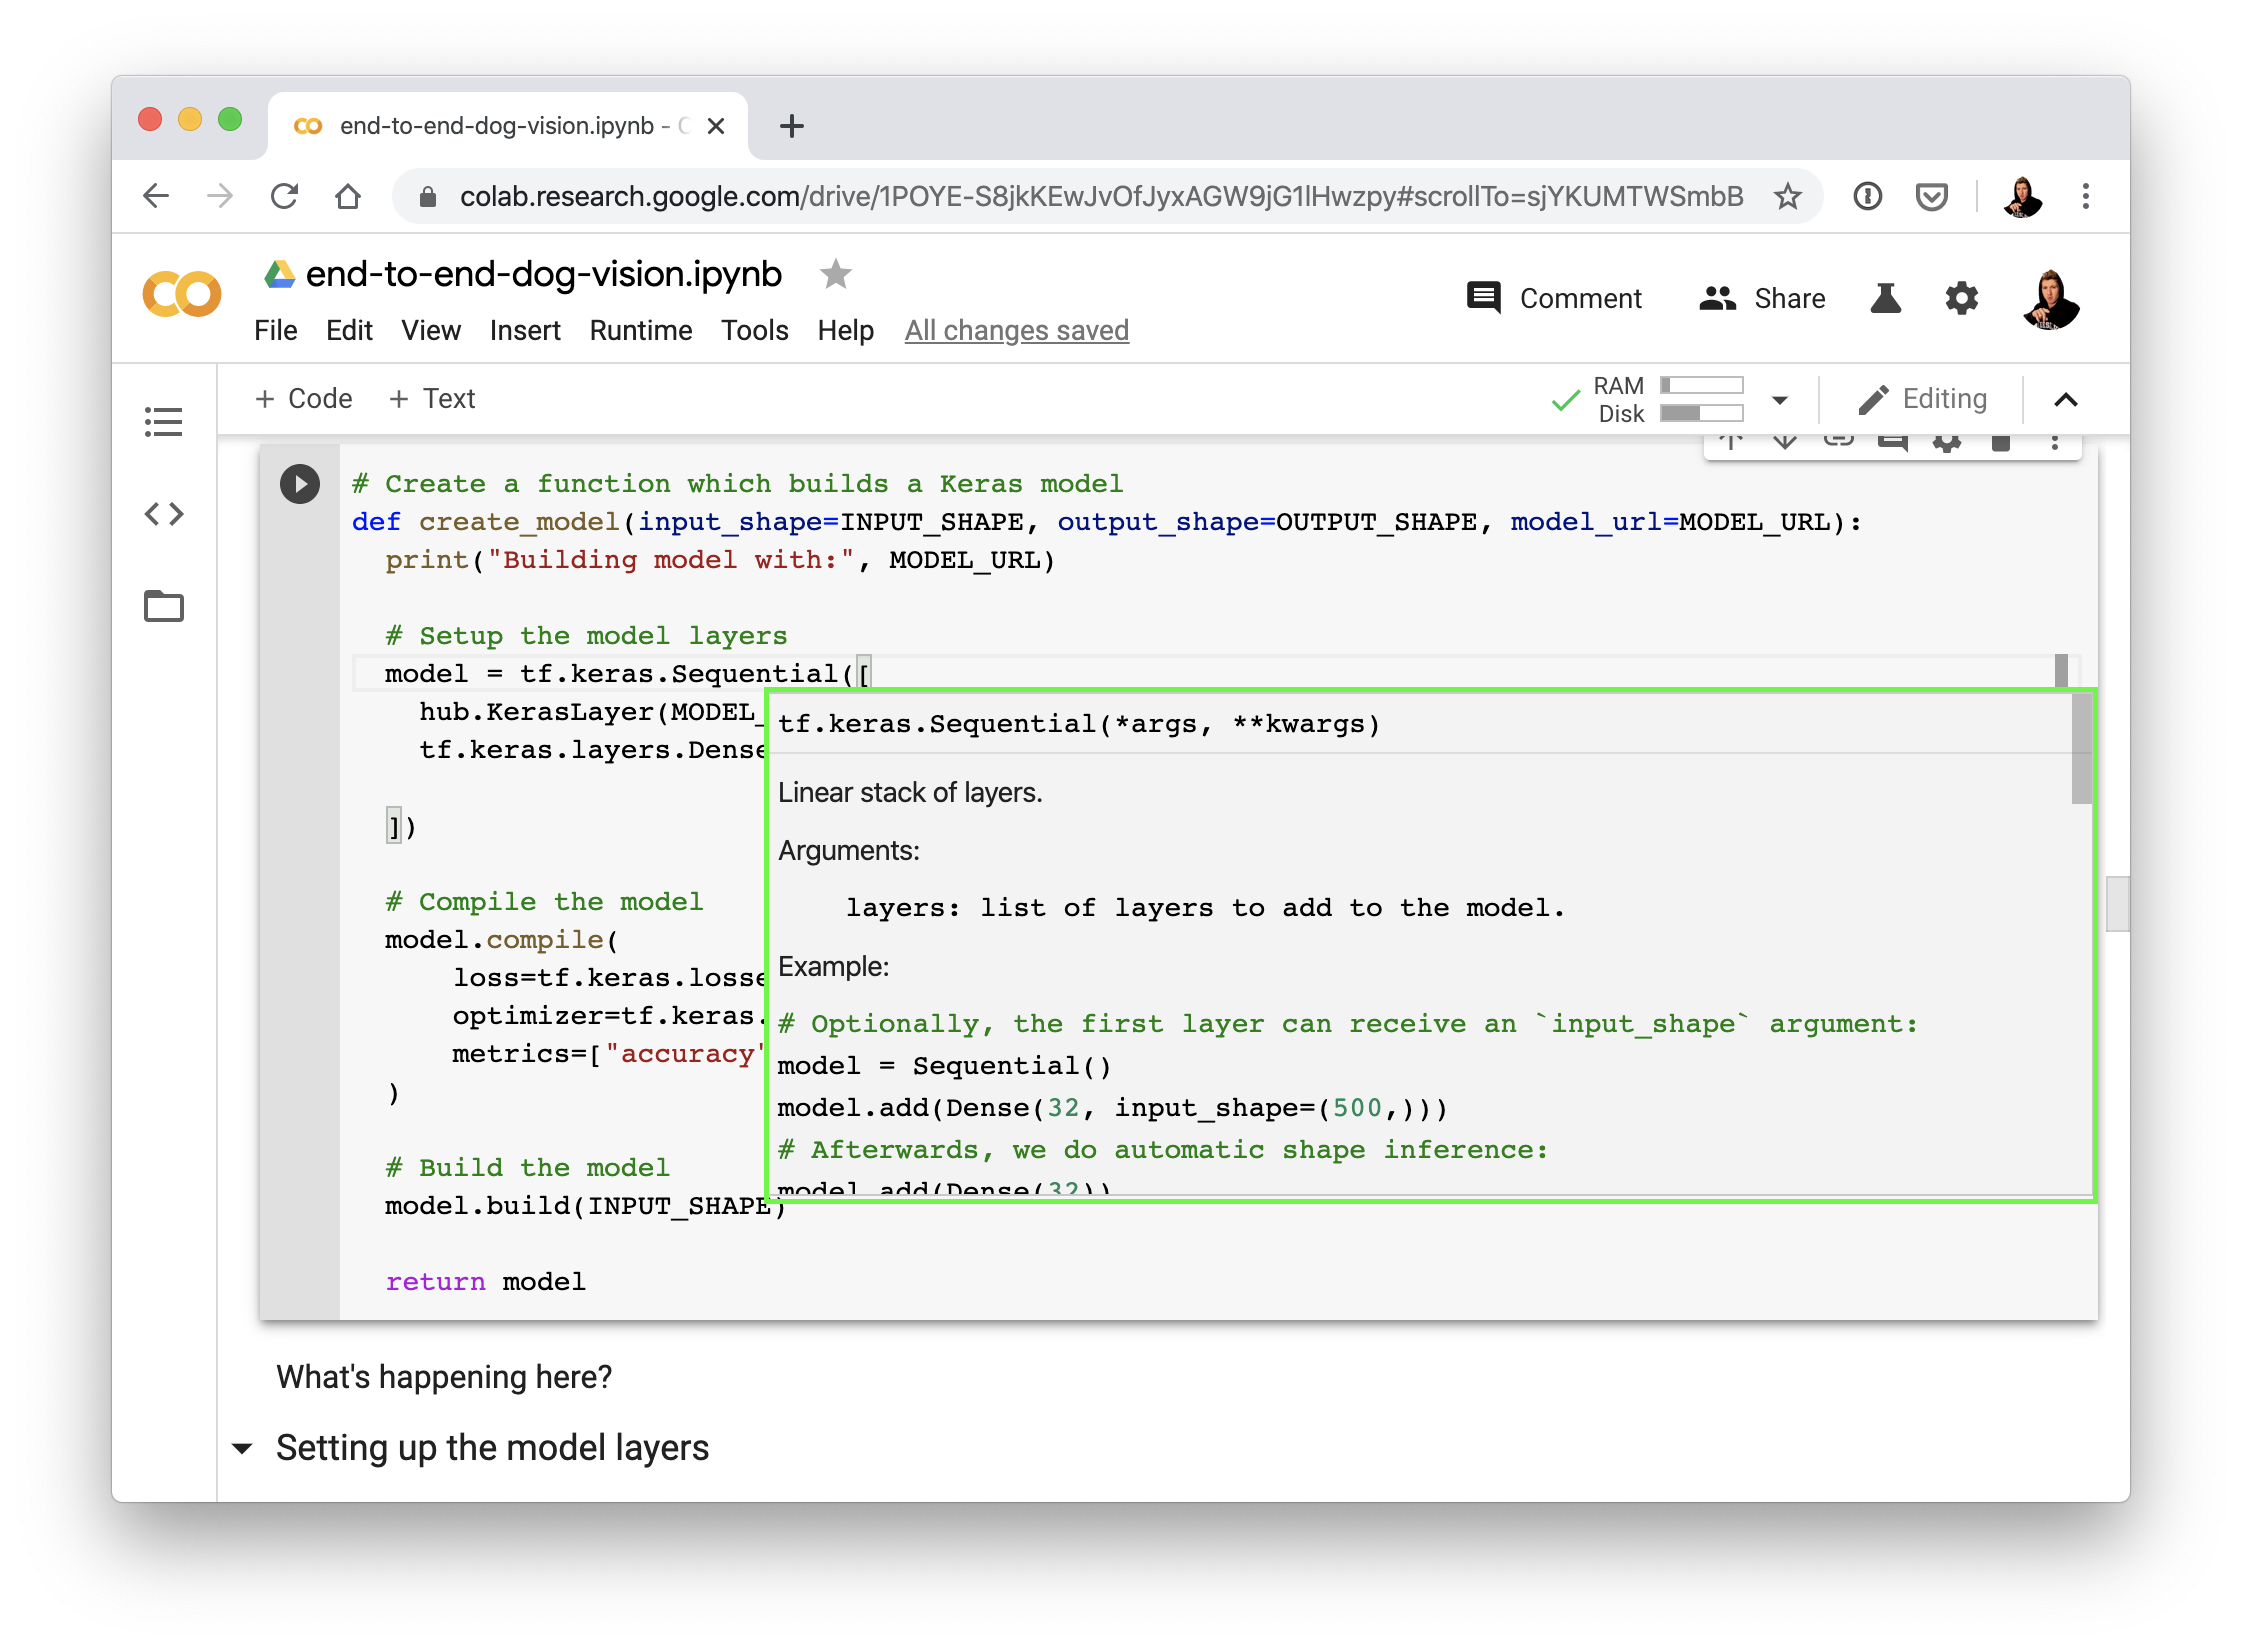 end-to-end-dog-vision.ipynb -
colab.research.google.com/drive/1POYE-S8jkKEwJvOfJyxAGW9jG1lHwzpy#scrollTo=sjYKUMTWSmbB
end-to-end-dog-vision.ipynb
Comment Share
File Edit View Insert Runtime Tools Help All changes saved
+ Code + Text
RAM
Disk
Editing
# Create a function which builds a Keras model
def create_model(input_shape=INPUT_SHAPE, output_shape=OUTPUT_SHAPE, model_url=MODEL_URL):
print("Building model with:", MODEL_URL)
# Setup the model layers
model = tf.keras.Sequential([
hub.KerasLayer(MODEL_
tf.keras.layers.Dense
])
# Compile the model
model.compile(
loss=tf.keras.losse
optimizer=tf.keras.
metrics=["accuracy"
)
# Build the model
model.build(INPUT_SHAPE)
return model
tf.keras.Sequential(*args, **kwargs)
Linear stack of layers.
Arguments:
layers: list of layers to add to the model.
Example:
# Optionally, the first layer can receive an `input_shape` argument:
model = Sequential()
model.add(Dense(32, input_shape=(500,)))
# Afterwards, we do automatic shape inference:
model.add(Dense(32))
What's happening here?
Setting up the model layers